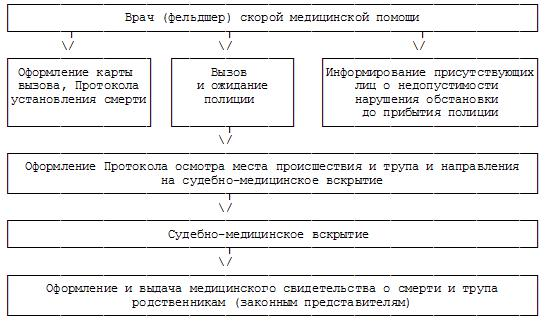 Врач (фельдшер) скорой медицинской помощи
Оформление карты
вызова, Протокола
установления смерти
Вызов
и ожидание
полиции
Информирование присутствующих
лиц о недопустимости
нарушения обстановки
до прибытия полиции
Оформление Протокола осмотра места происшествия и трупа и направления
на судебно-медицинское вскрытие
Судебно-медицинское вскрытие
Оформление и выдача медицинского свидетельства о смерти и трупа
родственникам (законным представителям)